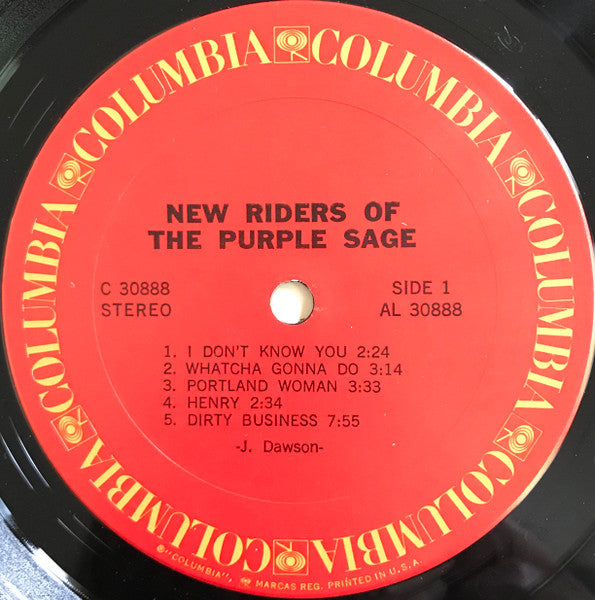 COLUMBIA COLUMBIA COLUMBIA COLUMBIA COLUMBIA COLUMBIA
NEW RIDERS OF
THE PURPLE SAGE
C 30888
STEREO
SIDE 1
AL 30888
1. I DON'T KNOW YOU 2:24
2. WHATCHA GONNA DO 3:14
3. PORTLAND WOMAN 3:33
4. HENRY 2:34
5. DIRTY BUSINESS 7:55
-J. Dawson-
®"COLUMBIA", MARCAS REG. PRINTED IN U.S.A.